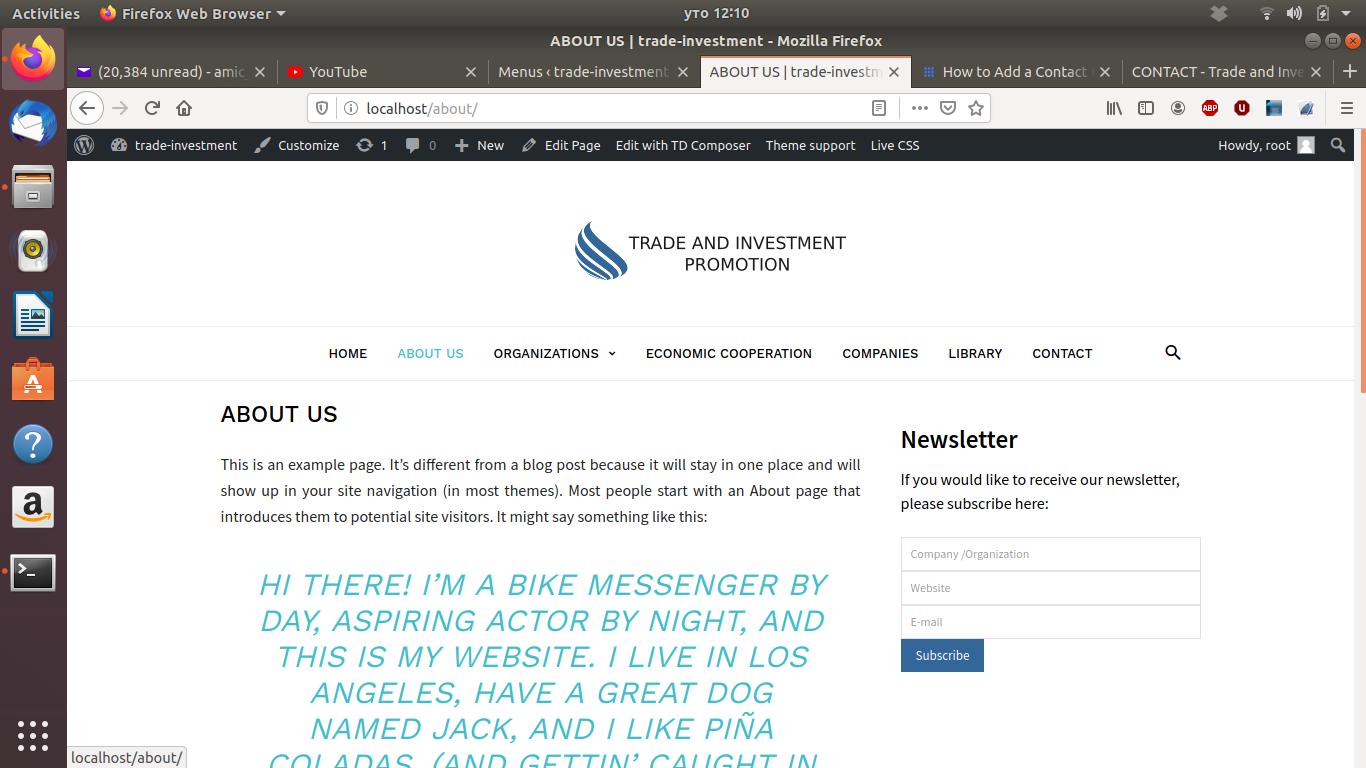 Activities Firefox Web Browser уто 12:10
ABOUT US | trade-investment - Mozilla Firefox
(20,384 unread) - amic YouTube Menus ‹ trade-investment ABOUT US | trade-investm How to Add a Contact CONTACT - Trade and Inve
localhost/about/
trade-investment Customize 1 0 New Edit Page Edit with TD Composer Theme support Live CSS Howdy, root
TRADE AND INVESTMENT
PROMOTION
HOME ABOUT US ORGANIZATIONS ECONOMIC COOPERATION COMPANIES LIBRARY CONTACT
ABOUT US
This is an example page. It’s different from a blog post because it will stay in one place and will
show up in your site navigation (in most themes). Most people start with an About page that
introduces them to potential site visitors. It might say something like this:
HI THERE! I’M A BIKE MESSENGER BY
DAY, ASPIRING ACTOR BY NIGHT, AND
THIS IS MY WEBSITE. I LIVE IN LOS
ANGELES, HAVE A GREAT DOG
NAMED JACK, AND I LIKE PIÑA
COLADAS. (AND GETTIN’ CAUGHT IN
Newsletter
If you would like to receive our newsletter,
please subscribe here:
Company /Organization
Website
E-mail
Subscribe
localhost/about/